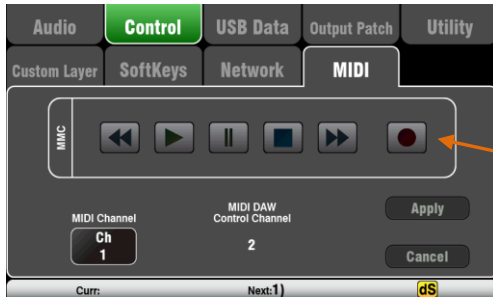 Audio Control USB Data Output Patch Utility
Custom Layer SoftKeys Network MIDI
MMC
MIDI Channel
Ch
1
MIDI DAW
Control Channel
2
Apply
Cancel
Curr: Next:1) dS